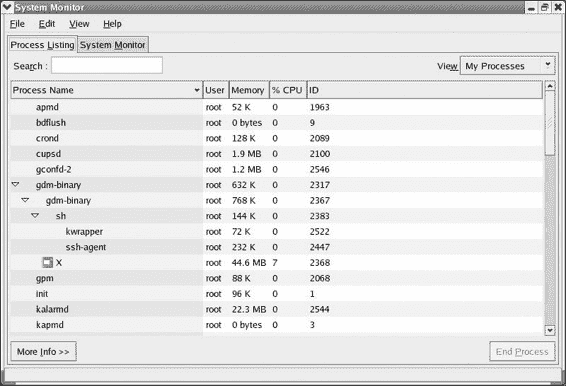 System Monitor
File Edit View Help
Process Listing System Monitor
Search : View My Processes
Process Name User Memory % CPU ID
apmd root 52 K 0 1963
bdflush root 0 bytes 0 9
crond root 128 K 0 2089
cupsd root 1.9 MB 0 2100
gconfd-2 root 1.2 MB 0 2546
gdm-binary root 632 K 0 2317
gdm-binary root 768 K 0 2367
sh root 144 K 0 2383
kwrapper root 72 K 0 2522
ssh-agent root 232 K 0 2447
X root 44.6 MB 7 2368
gpm root 88 K 0 2068
init root 96 K 0 1
kalarmd root 22.3 MB 0 2544
kapmd root 0 bytes 0 3
More Info >> End Process